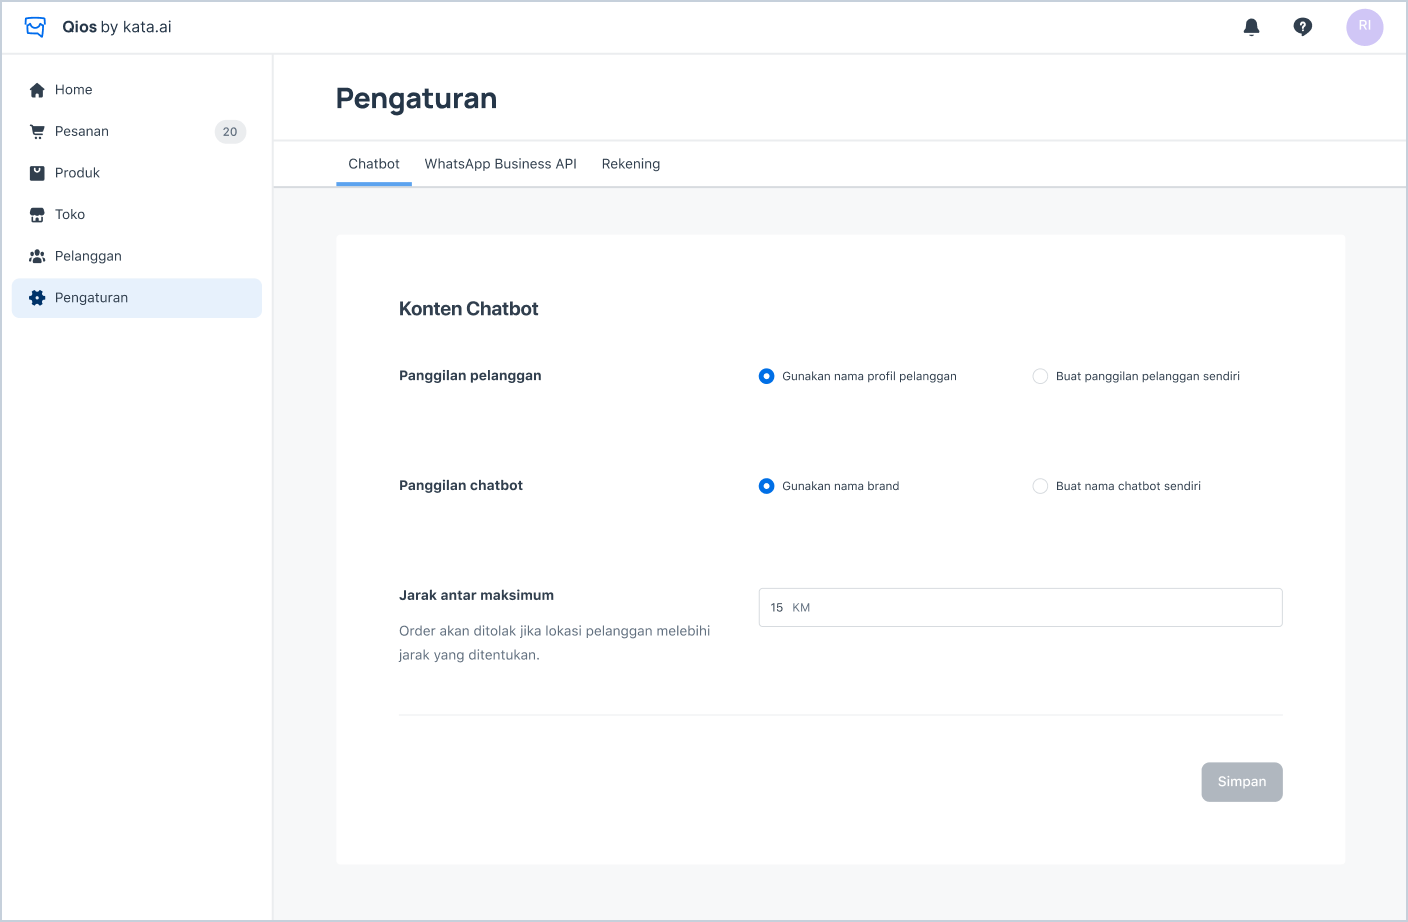 Qios by kata.ai
RI
Home
Pesanan 20
Produk
Toko
Pelanggan
Pengaturan
Pengaturan
Chatbot WhatsApp Business API Rekening
Konten Chatbot
Panggilan pelanggan Gunakan nama profil pelanggan Buat panggilan pelanggan sendiri
Panggilan chatbot Gunakan nama brand Buat nama chatbot sendiri
Jarak antar maksimum
15 KM
Order akan ditolak jika lokasi pelanggan melebihi
jarak yang ditentukan.
Simpan